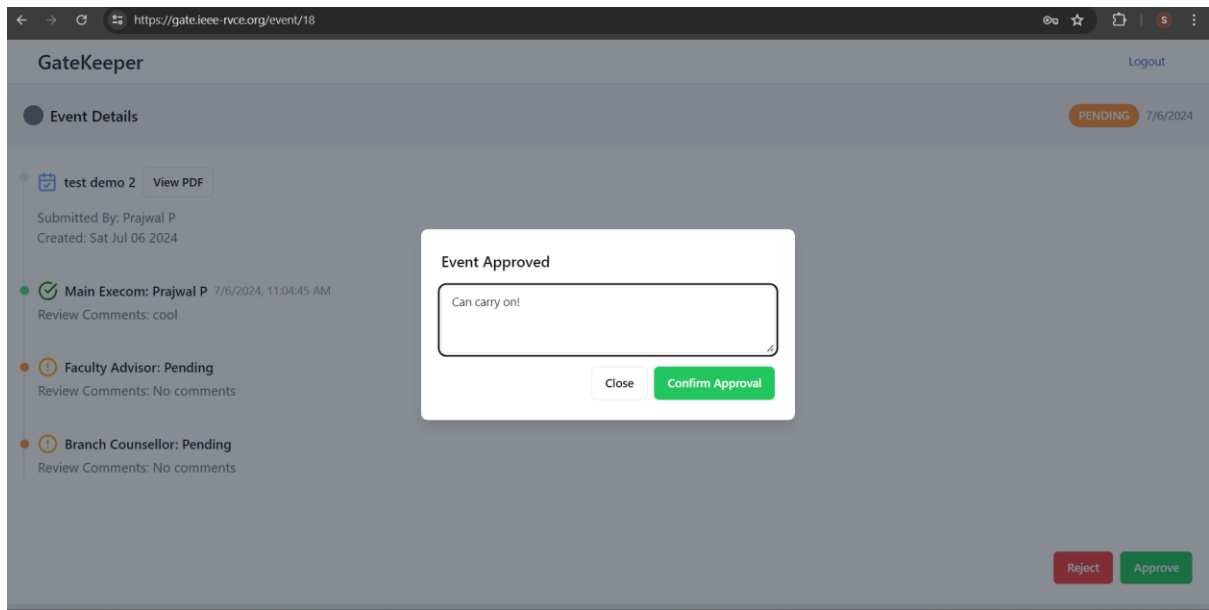 https://gate.ieee-rvce.org/event/18
S
GateKeeper
Logout
Event Details
PENDING 7/6/2024
test demo 2 View PDF
Submitted By: Prajwal P
Created: Sat Jul 06 2024
Main Execom: Prajwal P 7/6/2024, 11:04:45 AM
Review Comments: cool
Faculty Advisor: Pending
Review Comments: No comments
Branch Counsellor: Pending
Review Comments: No comments
Event Approved
Can carry on!
Close Confirm Approval
Reject Approve